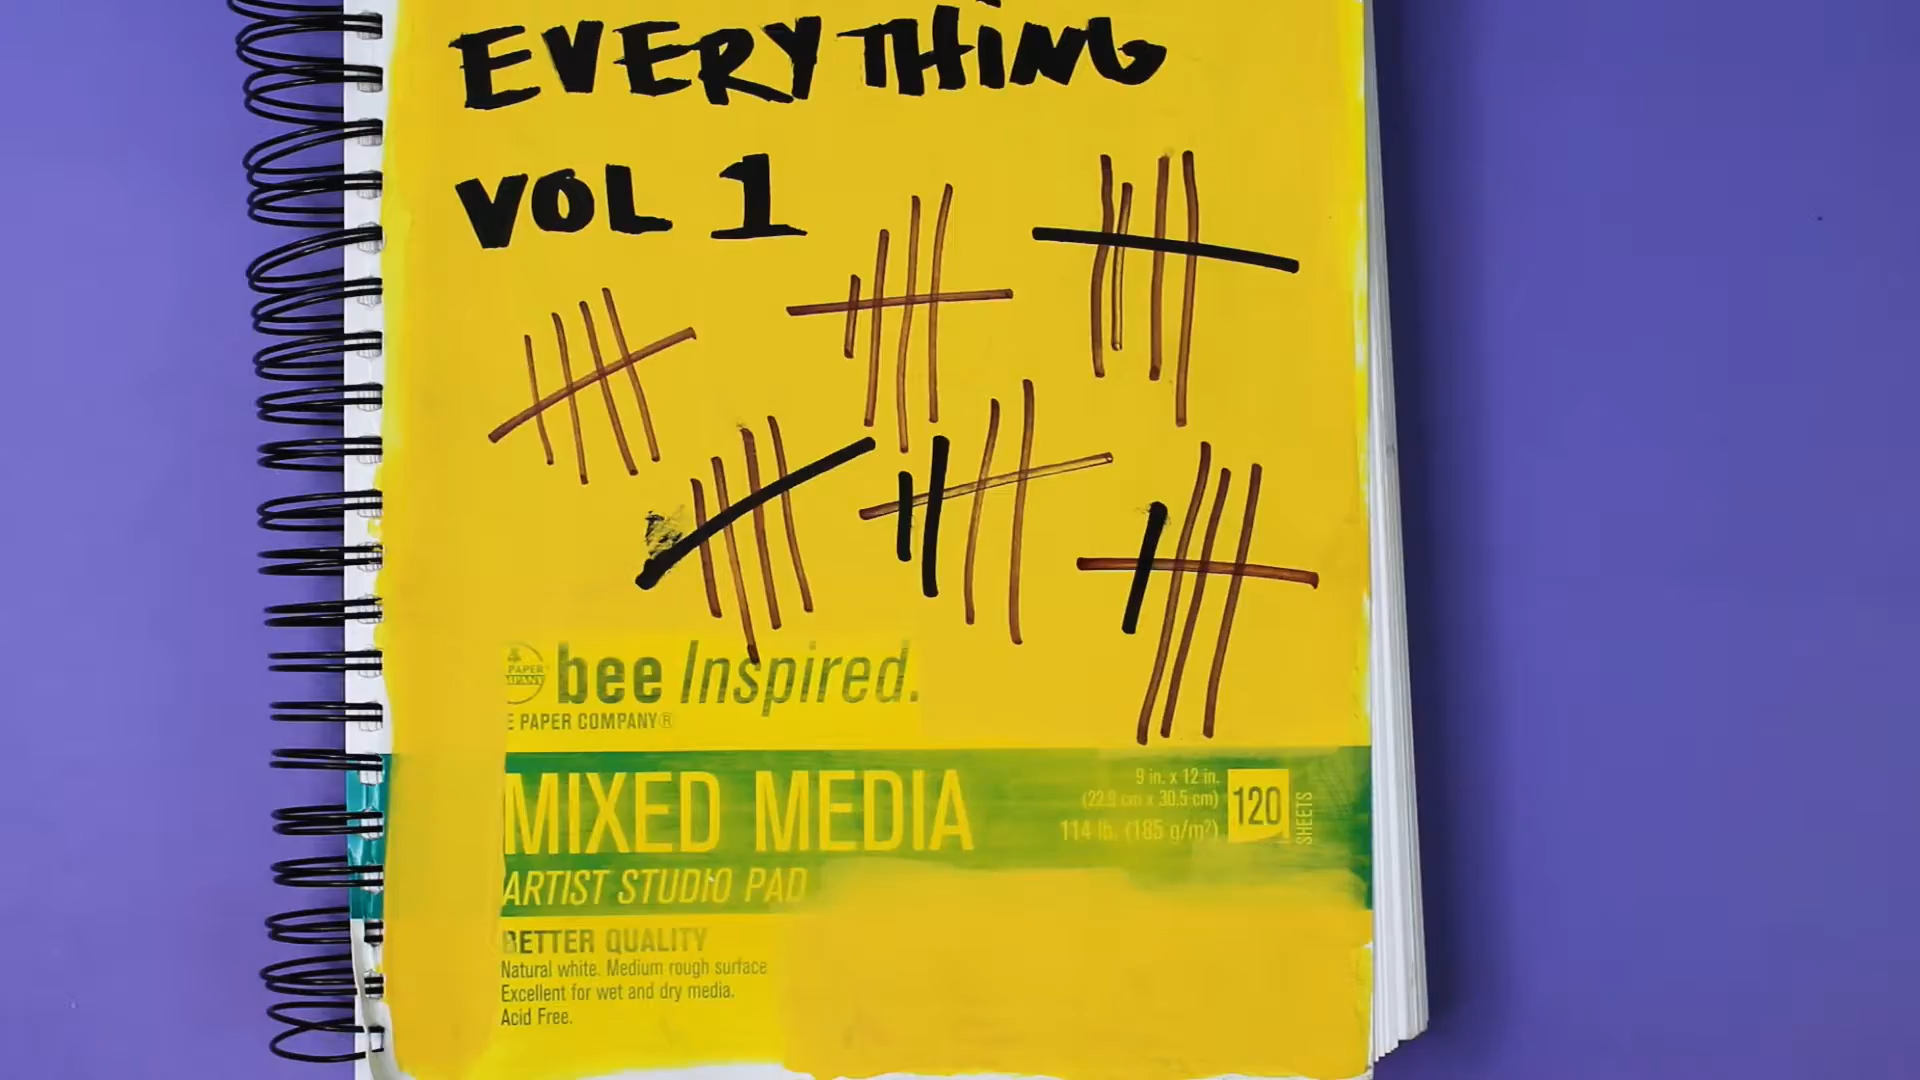 EVERYTHING
VOL 1
bee Inspired.
PAPER COMPANY®
MIXED MEDIA
ARTIST STUDIO PAD
9 in. x 12 in.
(22.9 cm x 30.5 cm)
114 lb. (185 g/m²)
120
SHEETS
BETTER QUALITY
Natural white. Medium rough surface
Excellent for wet and dry media.
Acid Free.